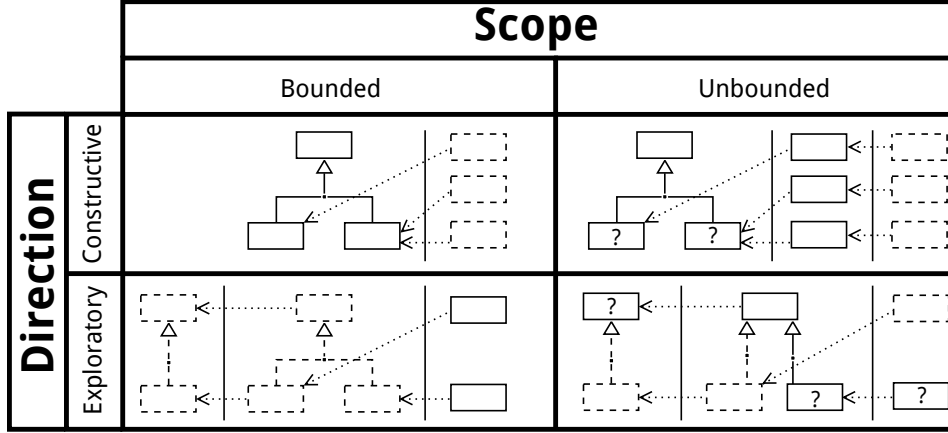 Scope
Bounded
Unbounded
Direction
Constructive
? ?
Exploratory
?
? ?